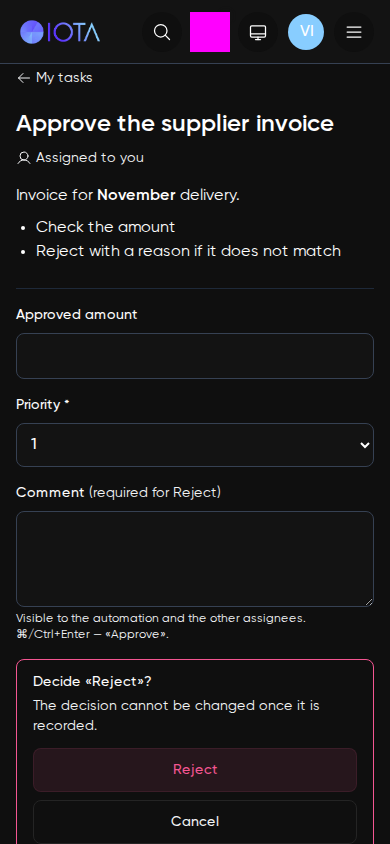 IOTA
VI
My tasks
Approve the supplier invoice
Assigned to you
Invoice for November delivery.
• Check the amount
• Reject with a reason if it does not match
Approved amount
Priority *
1
Comment (required for Reject)
Visible to the automation and the other assignees.
⌘/Ctrl+Enter — «Approve».
Decide «Reject»?
The decision cannot be changed once it is
recorded.
Reject
Cancel